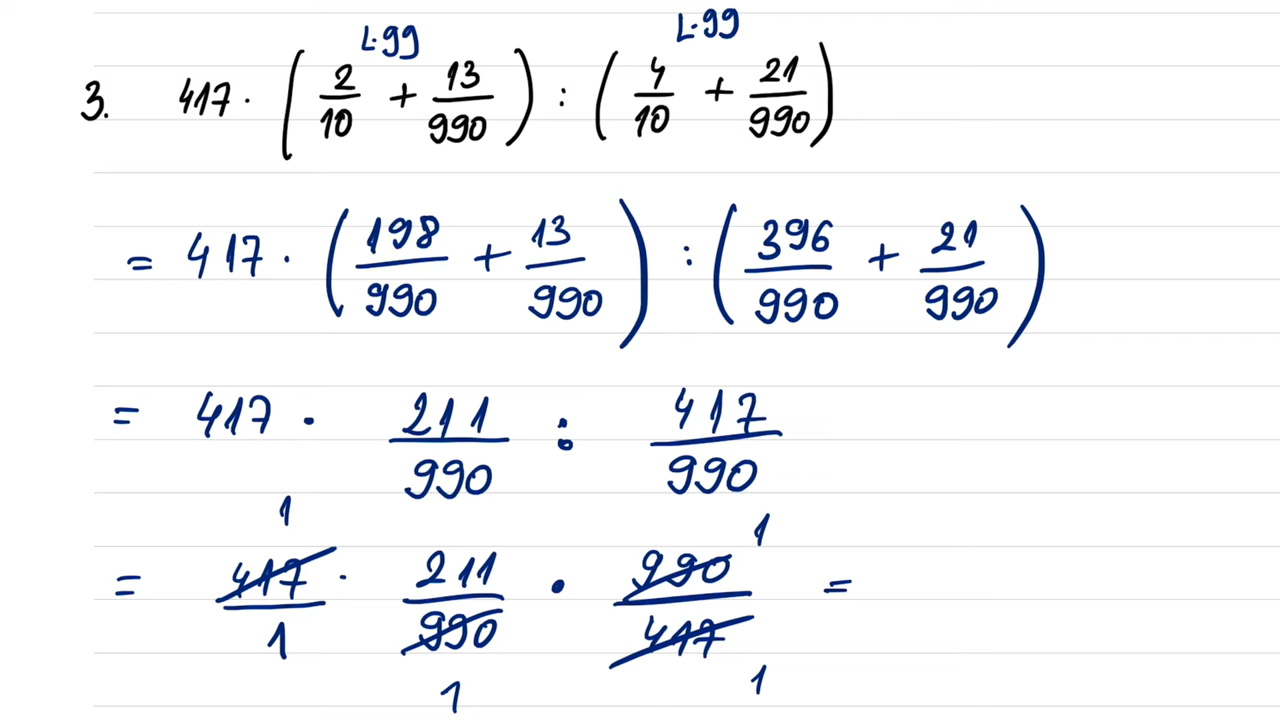 L·99 L·99
3. 417 · (2/10 + 13/990) : (4/10 + 21/990)
= 417 · (198/990 + 13/990) : (396/990 + 21/990)
= 417 · 211/990 : 417/990
1 1
= 417/1 · 211/990 · 990/417 =
1 1